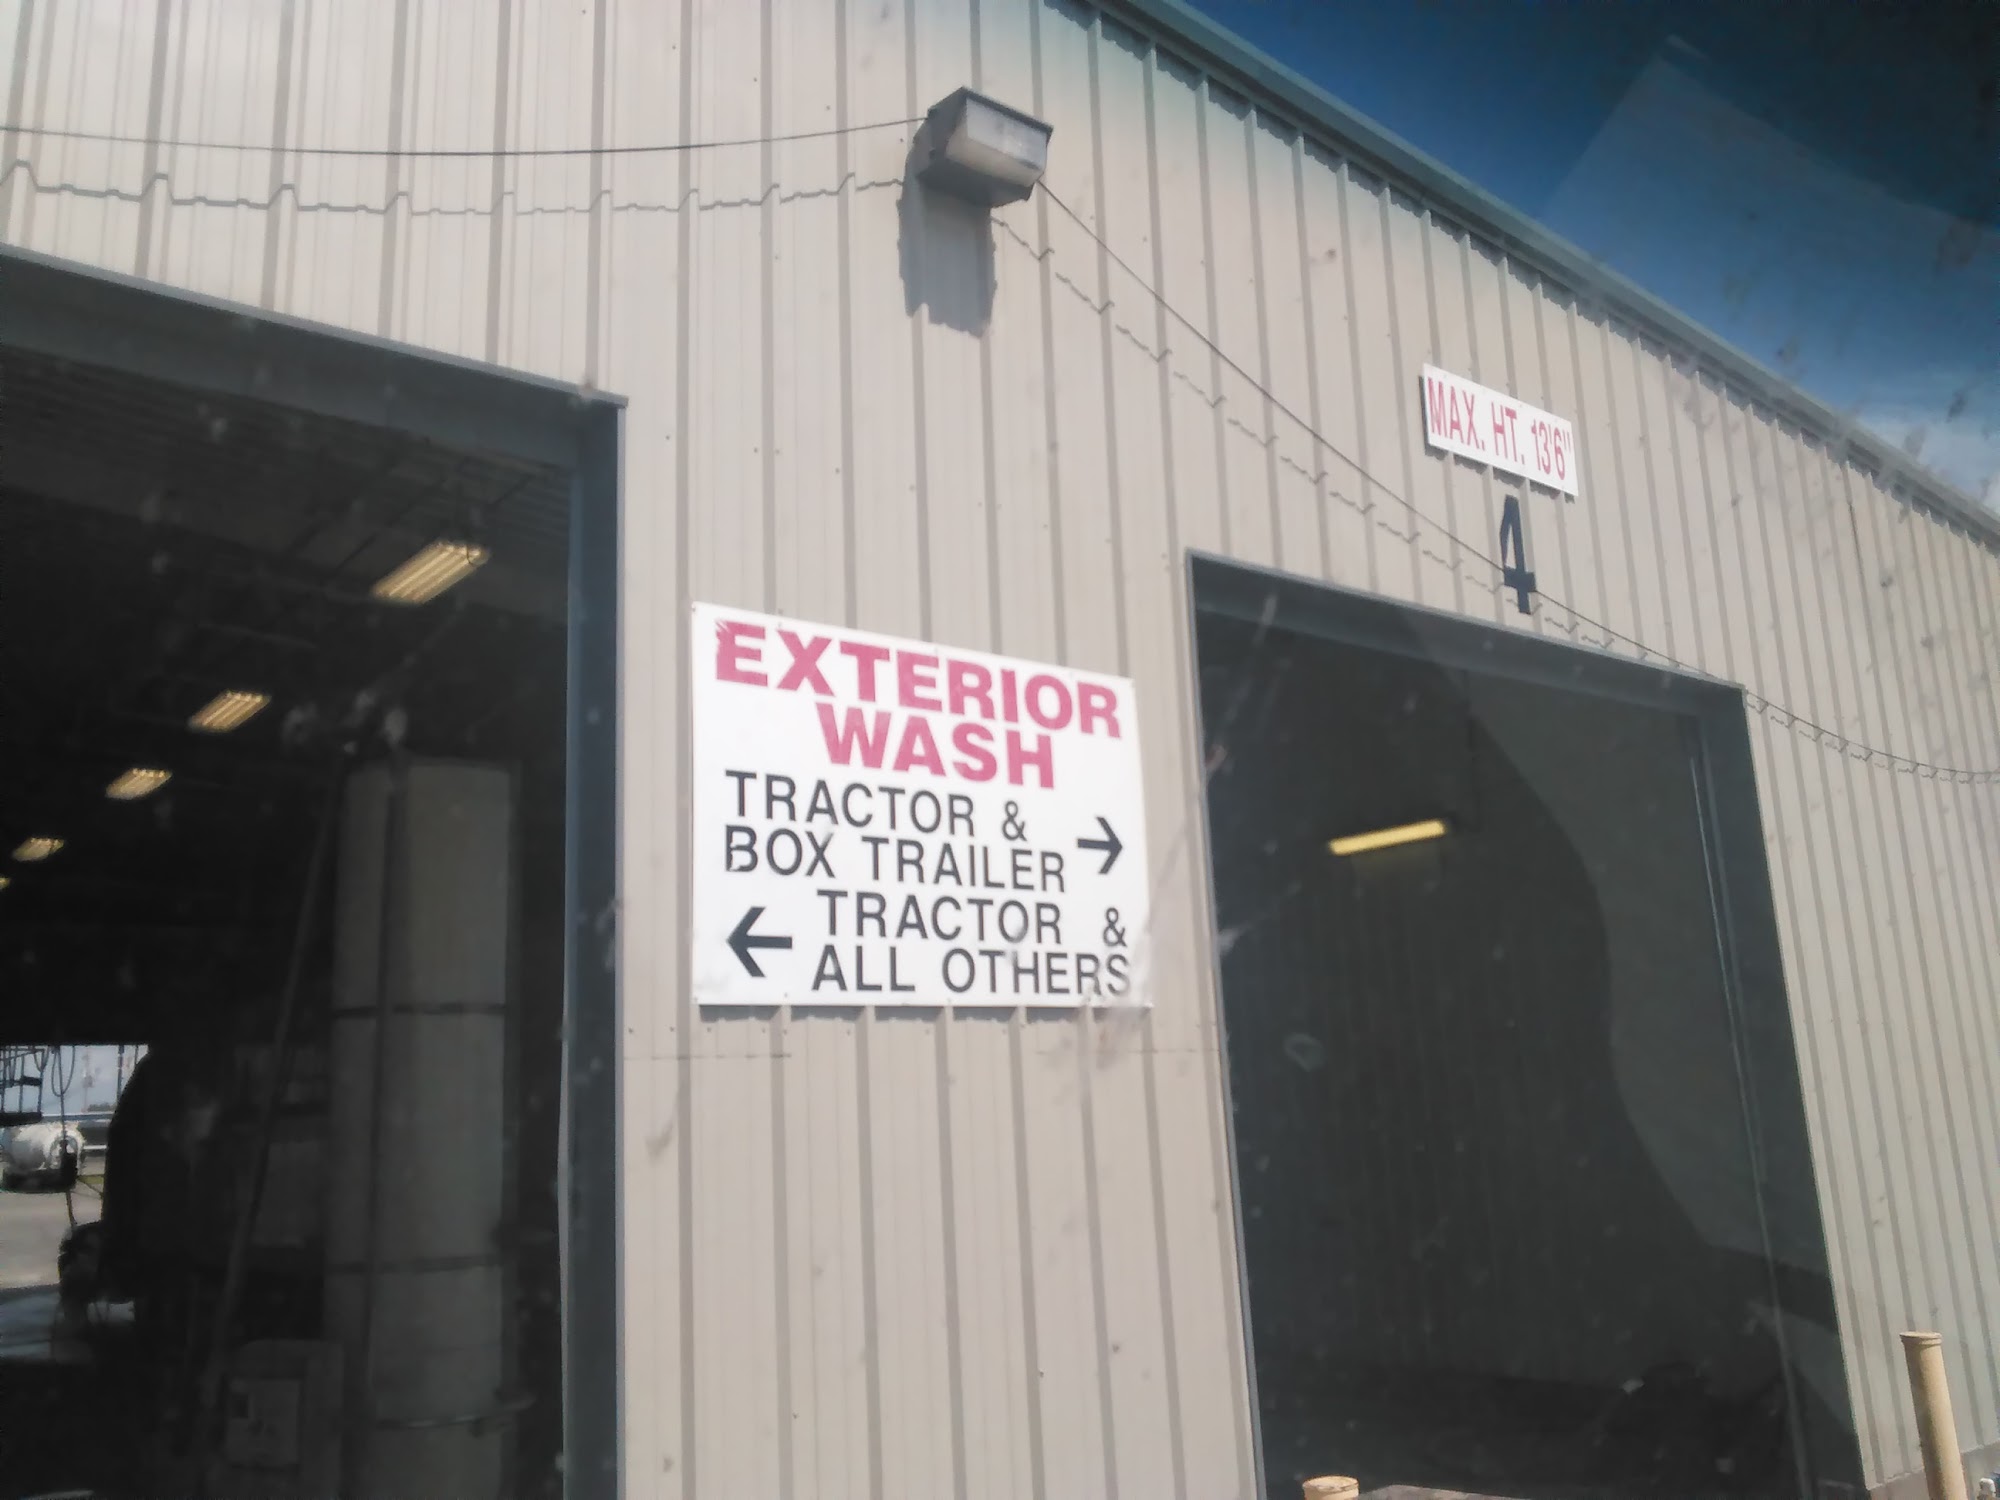 MAX. HT. 13'6"
4
EXTERIOR
WASH
TRACTOR &
BOX TRAILER →
← TRACTOR &
ALL OTHERS